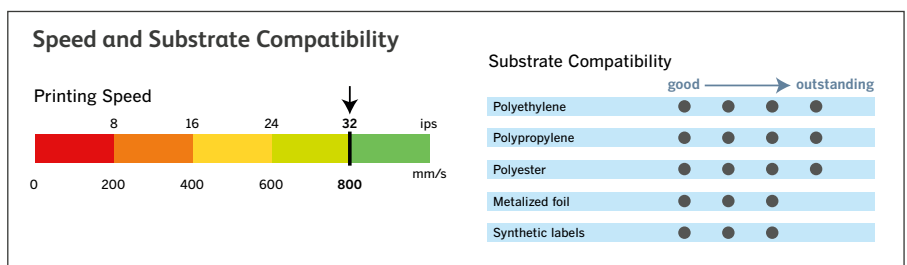 Speed and Substrate Compatibility
Printing Speed
8 16 24 32 ips
0 200 400 600 800 mm/s
Substrate Compatibility
good outstanding
Polyethylene
Polypropylene
Polyester
Metalized foil
Synthetic labels